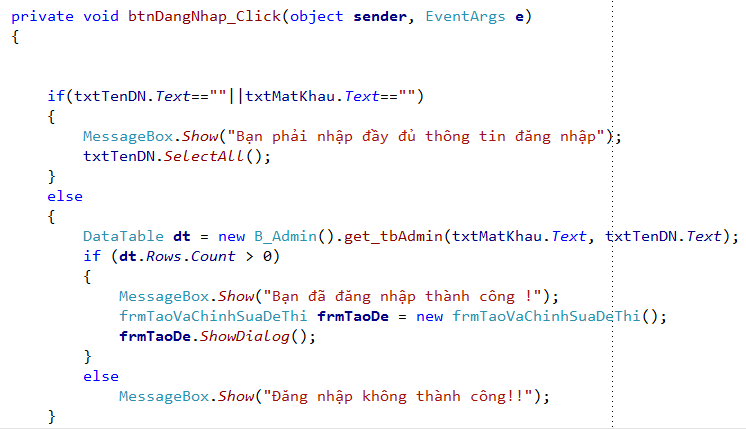 private void btnDangNhap_Click(object sender, EventArgs e)
{
if(txtTenDN.Text==""||txtMatKhau.Text=="")
{
MessageBox.Show("Bạn phải nhập đầy đủ thông tin đăng nhập");
txtTenDN.SelectAll();
}
else
{
DataTable dt = new B_Admin().get_tbAdmin(txtMatKhau.Text, txtTenDN.Text);
if (dt.Rows.Count > 0)
{
MessageBox.Show("Bạn đã đăng nhập thành công !");
frmTaoVaChinhSuaDeThi frmTaoDe = new frmTaoVaChinhSuaDeThi();
frmTaoDe.ShowDialog();
}
else
MessageBox.Show("Đăng nhập không thành công!!");
}